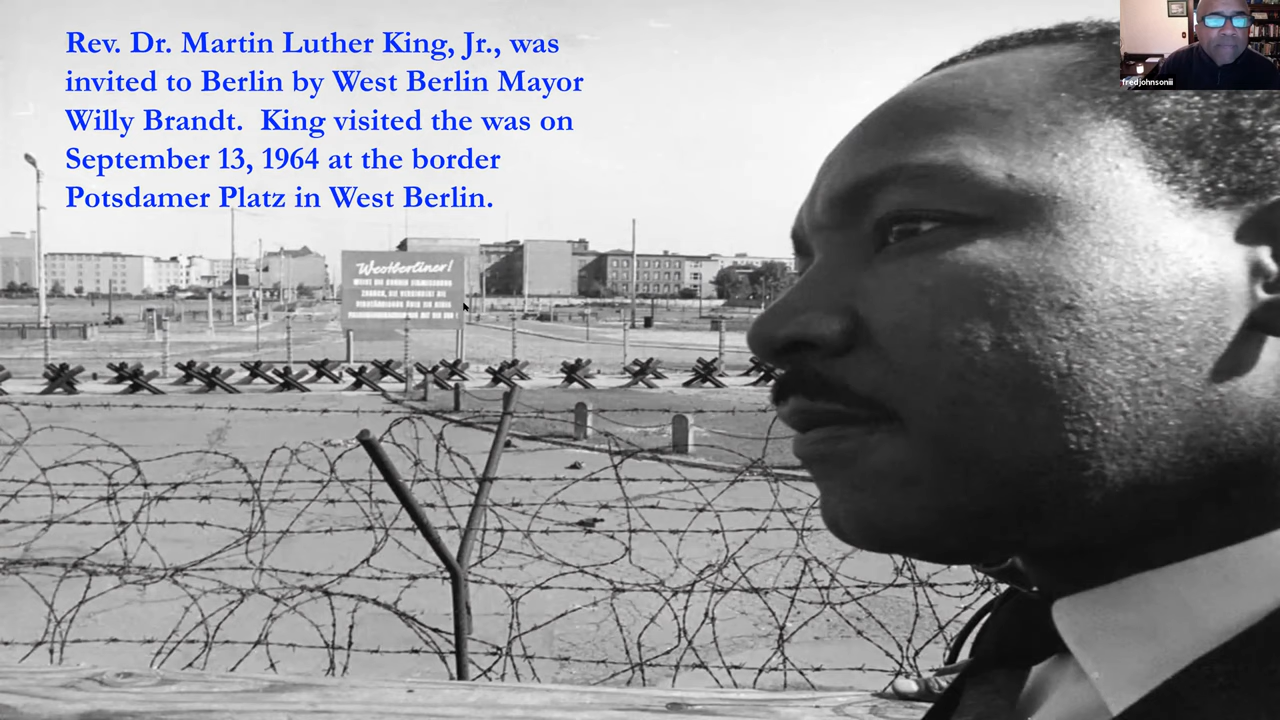 Rev. Dr. Martin Luther King, Jr., was
invited to Berlin by West Berlin Mayor
Willy Brandt.  King visited the was on
September 13, 1964 at the border
Potsdamer Platz in West Berlin.
fredjohnsoniii
Westberliner!